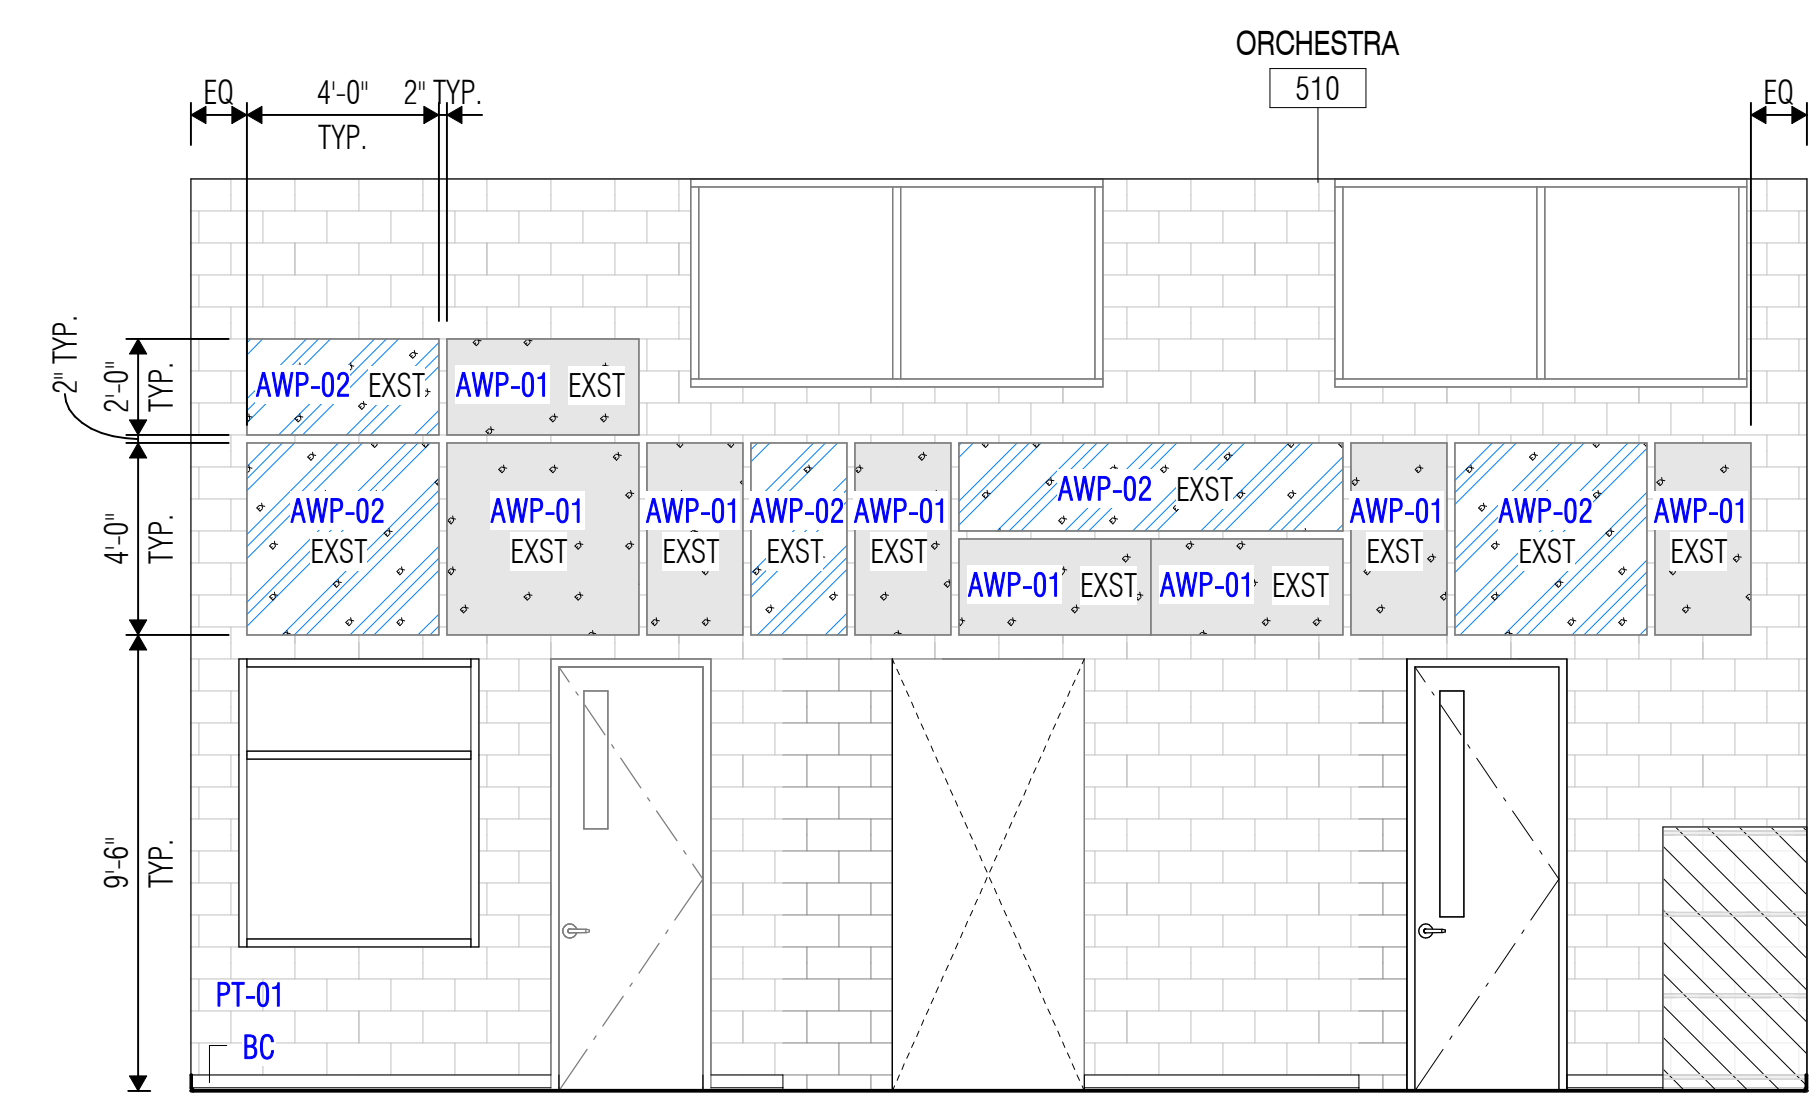 ORCHESTRA
510
EQ 4'-0" 2" TYP. EQ
TYP.
2" TYP.
2'-0"
TYP.
AWP-02 EXST AWP-01 EXST
4'-0"
TYP.
AWP-02 EXST
AWP-02 AWP-01 AWP-01 AWP-02 AWP-01 AWP-01 AWP-02 AWP-01
EXST EXST EXST EXST EXST EXST EXST EXST
AWP-01 EXST AWP-01 EXST
9'-6"
TYP.
PT-01
BC